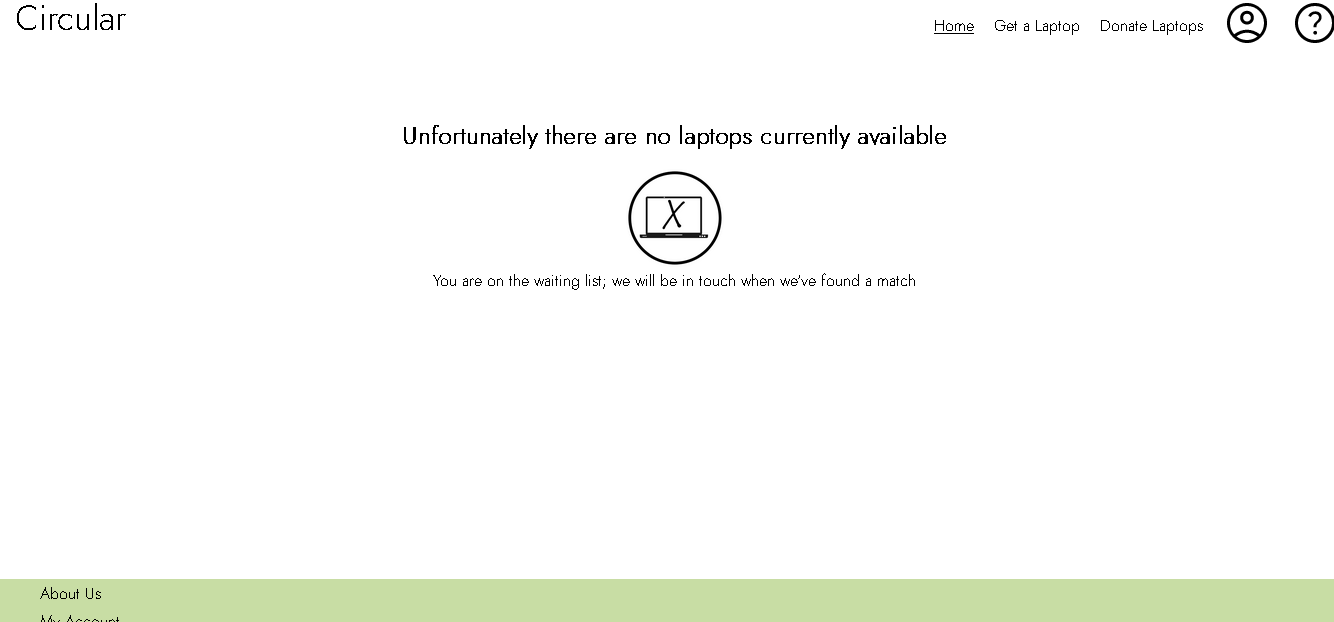 Circular
Home Get a Laptop Donate Laptops ?
Unfortunately there are no laptops currently available
X
You are on the waiting list; we will be in touch when we've found a match
About Us
My Account